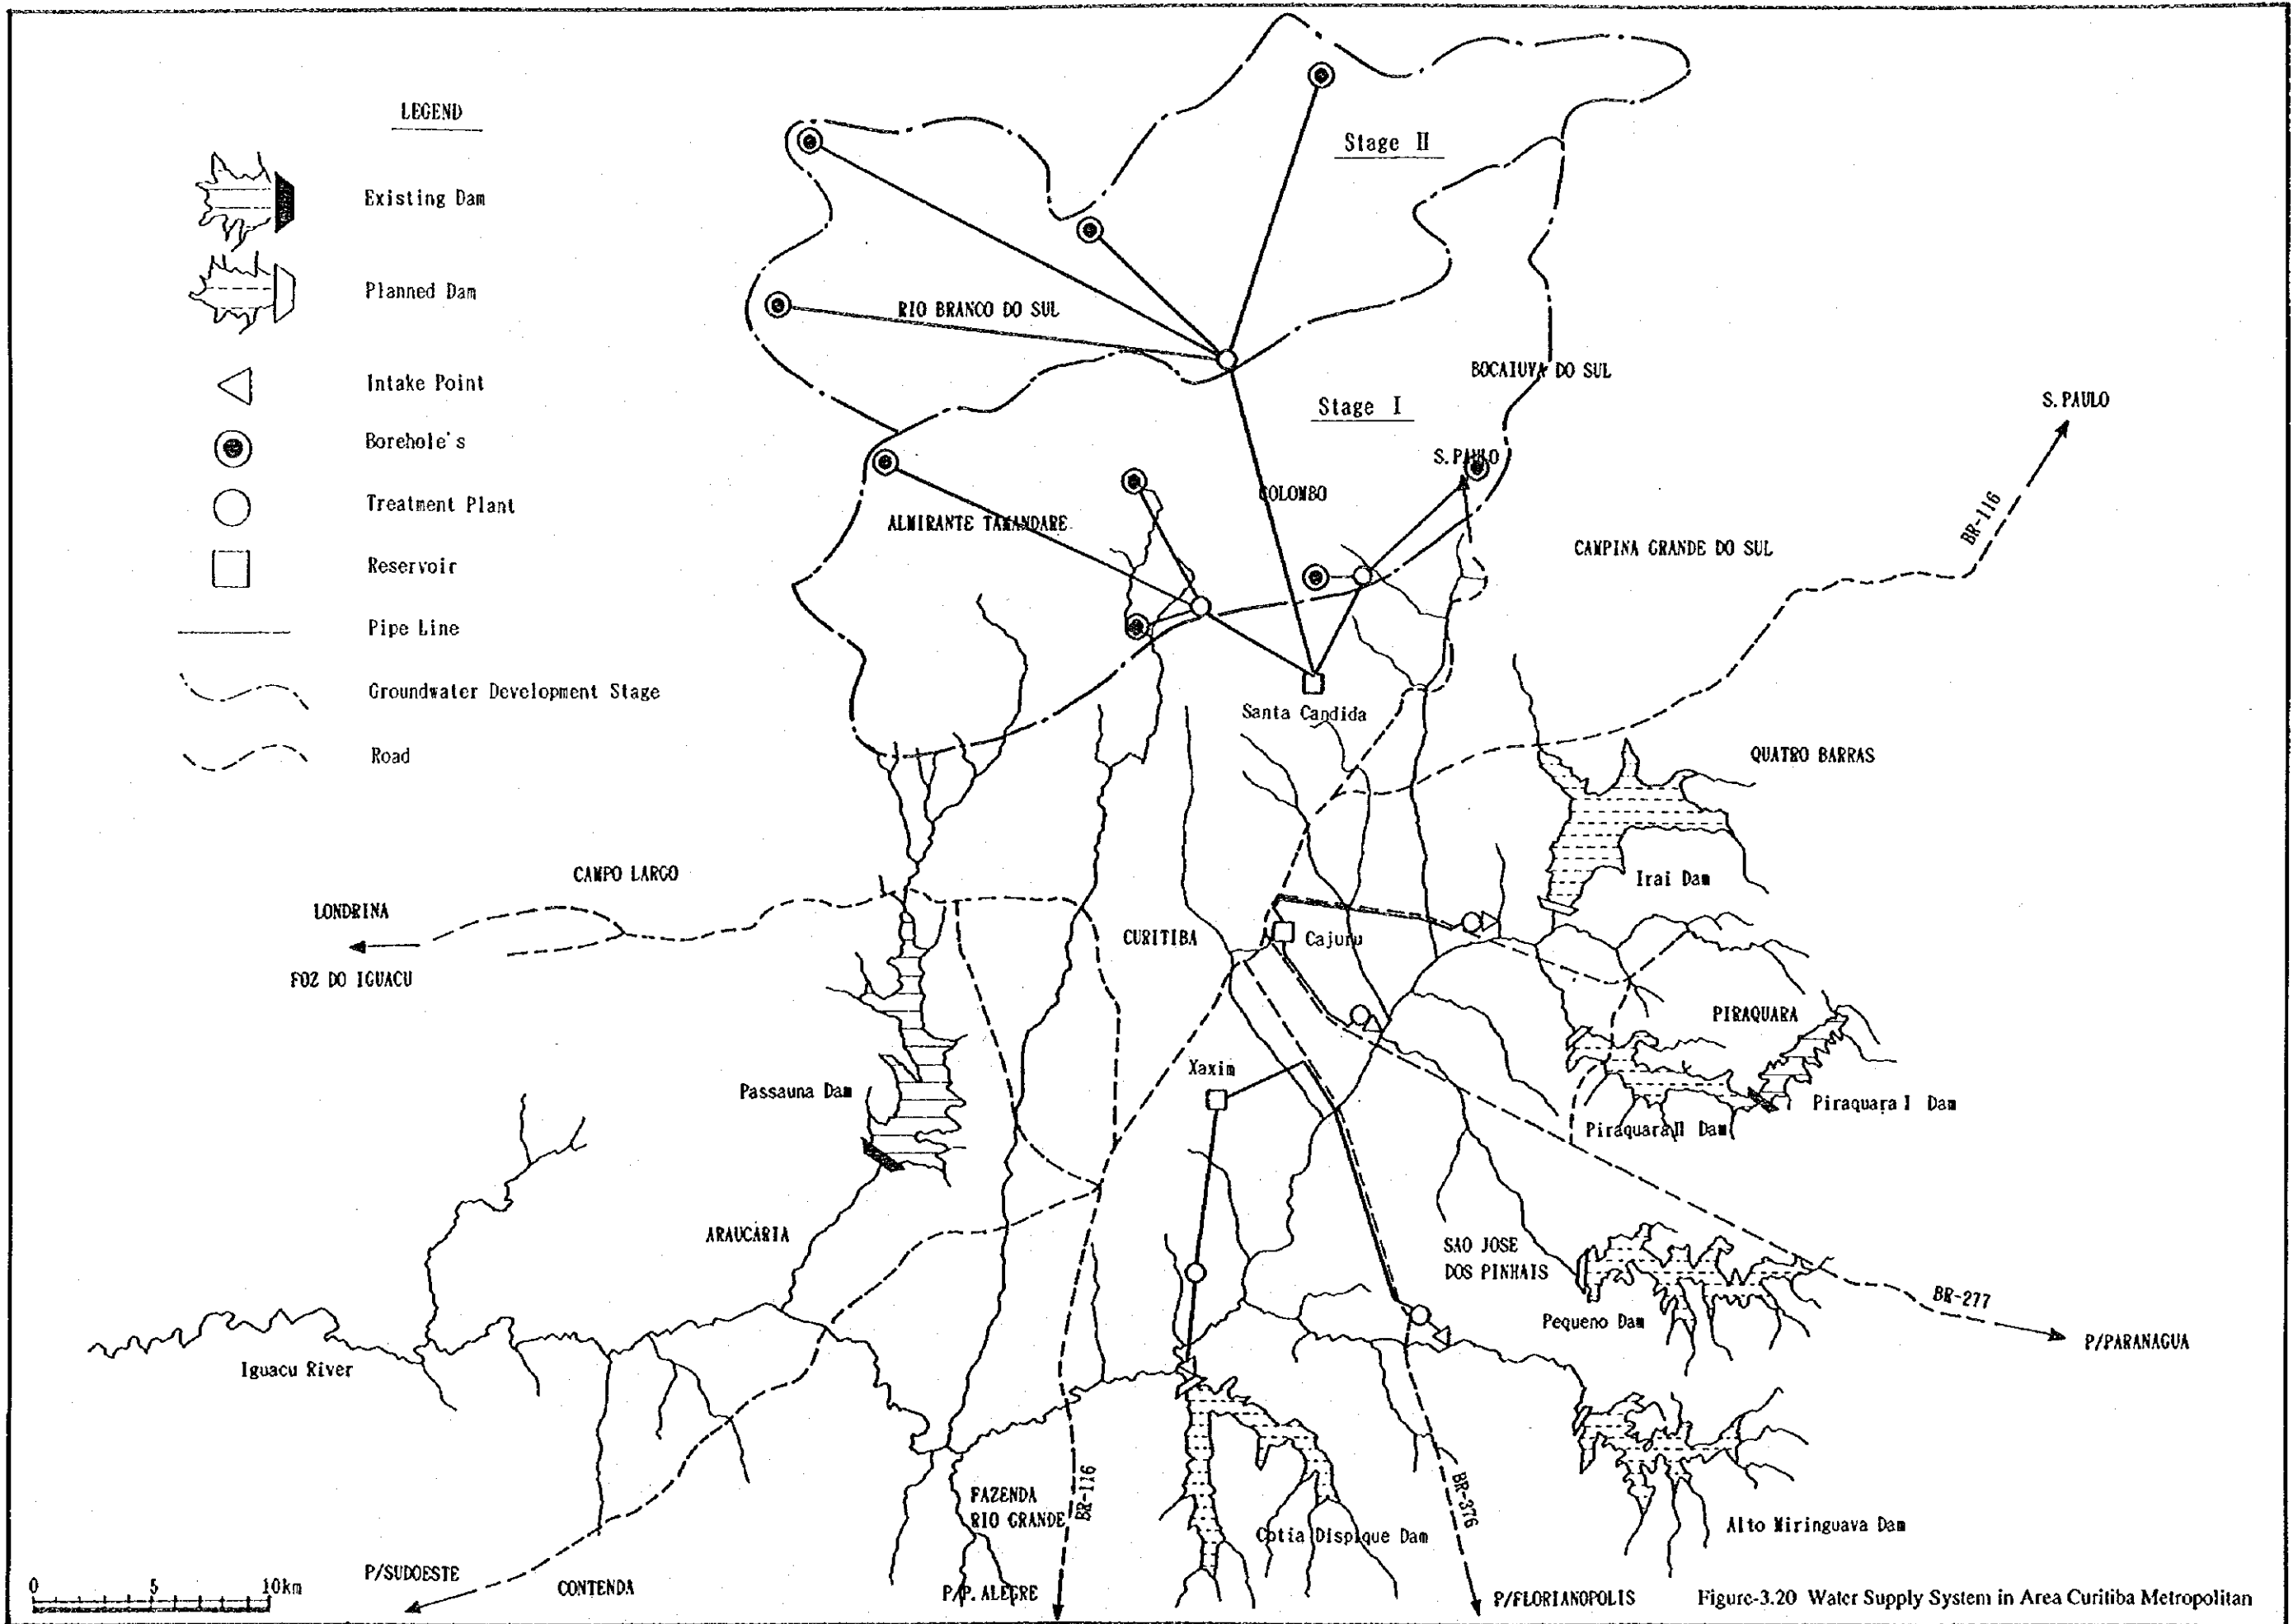 LEGEND
Existing Dam
Planned Dam
Intake Point
Borehole's
Treatment Plant
Reservoir
Pipe Line
Groundwater Development Stage
Road
Stage II
RIO BRANCO DO SUL
BOCAIUVA DO SUL
Stage I
S. PAULO
S. PAULO
COLOMBO
ALMIRANTE TAMANDARE
CAMPINA GRANDE DO SUL
BR-116
Santa Candida
QUATRO BARRAS
CAMPO LARGO
Irai Dam
LONDRINA
CURITIBA
Cajuru
FOZ DO IGUACU
PIRAQUARA
Xaxim
Passauna Dam
Piraquara I Dam
Piraquara II Dam
ARAUCARIA
SAO JOSE
DOS PINHAIS
BR-277
Pequeno Dam
P/PARANAGUA
Iguacu River
BR-116
BR-376
FAZENDA
RIO GRANDE
Cotia Dispique Dam
Alto Miringuava Dam
0 5 10km
P/SUDOESTE
CONTENDA
P/P. ALEGRE
P/FLORIANOPOLIS
Figure-3.20 Water Supply System in Area Curitiba Metropolitan